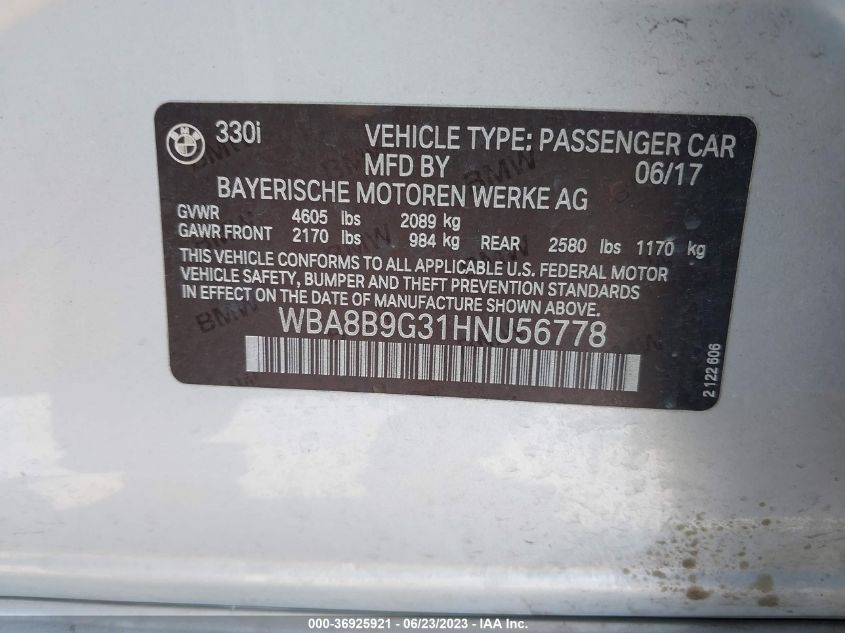 BMW 330i VEHICLE TYPE: PASSENGER CAR
MFD BY 06/17
BAYERISCHE MOTOREN WERKE AG
GVWR 4605 lbs 2089 kg
GAWR FRONT 2170 lbs 984 kg REAR 2580 lbs 1170 kg
THIS VEHICLE CONFORMS TO ALL APPLICABLE U.S. FEDERAL MOTOR
VEHICLE SAFETY, BUMPER AND THEFT PREVENTION STANDARDS
IN EFFECT ON THE DATE OF MANUFACTURE SHOWN ABOVE.
WBA8B9G31HNU56778
2 122 606
000-36925921 - 06/23/2023 - IAA Inc.